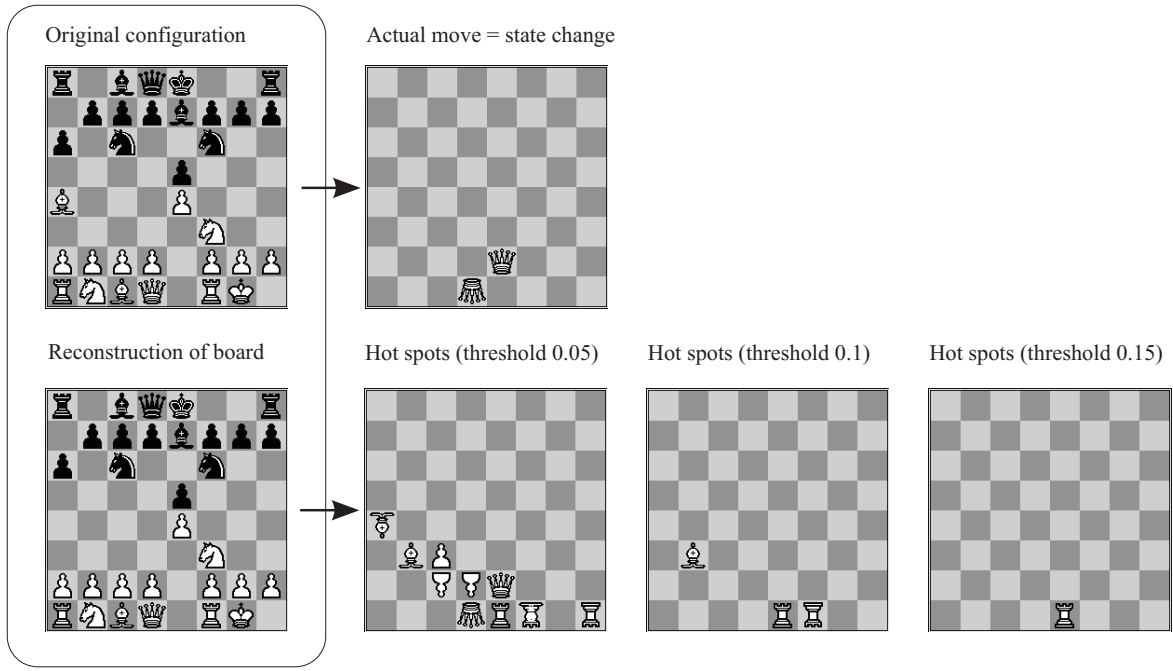 Original configuration
Actual move = state change
Reconstruction of board
Hot spots (threshold 0.05)
Hot spots (threshold 0.1)
Hot spots (threshold 0.15)